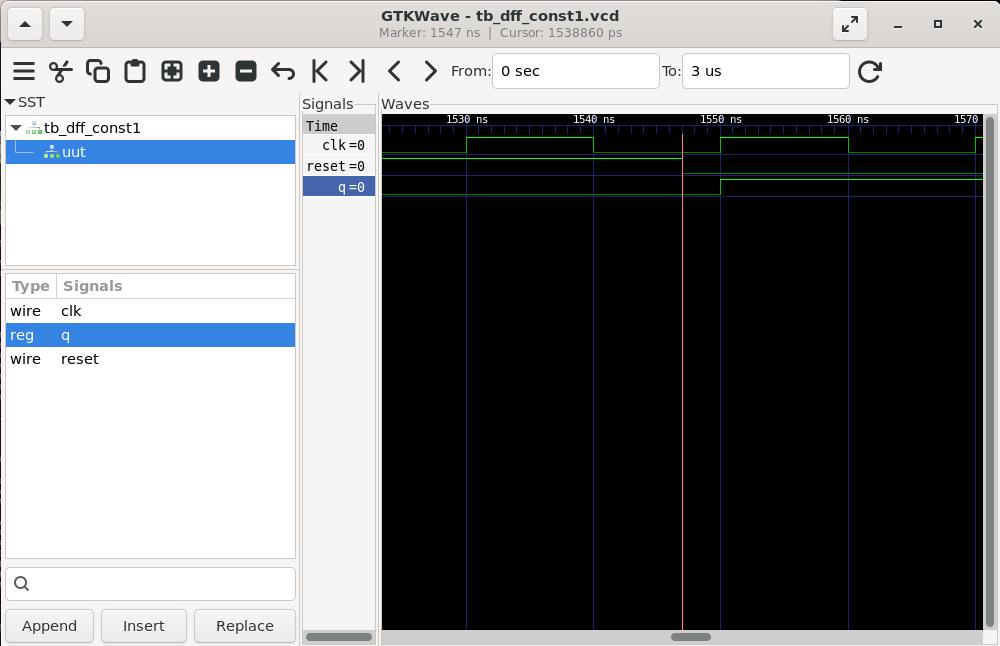 GTKWave - tb_dff_const1.vcd
Marker: 1547 ns | Cursor: 1538860 ps
From: 0 sec To: 3 us
SST
tb_dff_const1
uut
Type Signals
wire clk
reg q
wire reset
Append Insert Replace
Signals
Time
clk=0
reset=0
q=0
Waves
1530 ns 1540 ns 1550 ns 1560 ns 1570